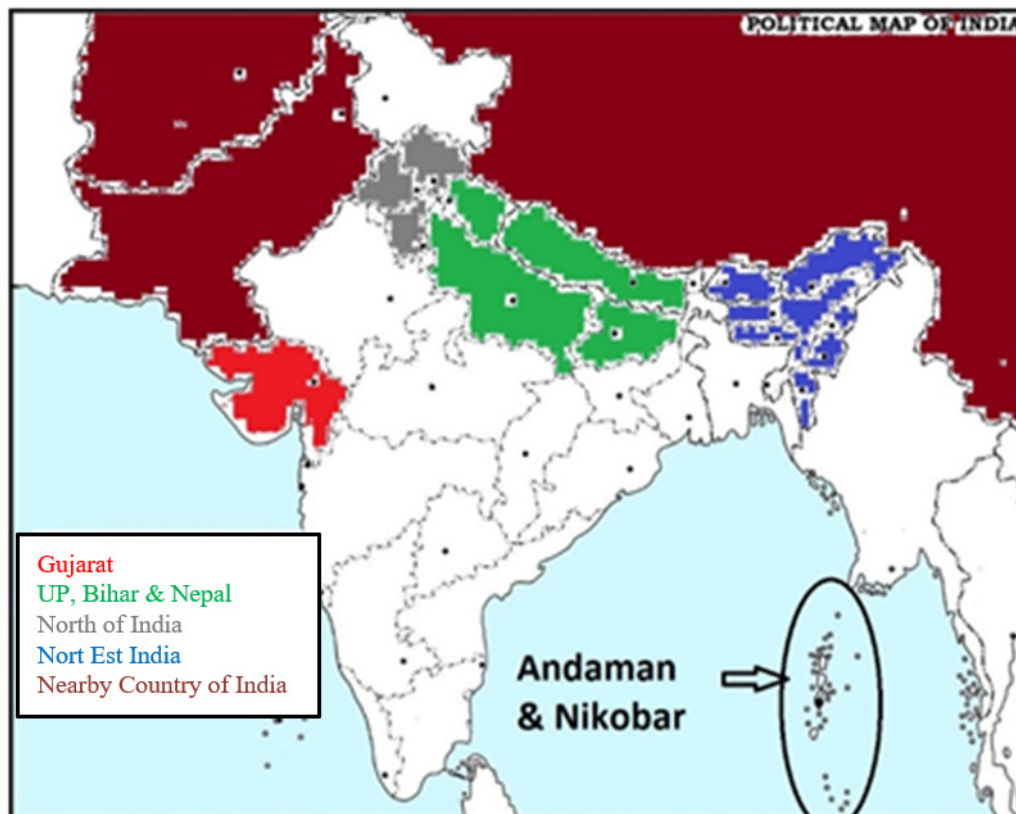 POLITICAL MAP OF INDIA
Gujarat
UP, Bihar & Nepal
North of India
Nort Est India
Nearby Country of India
Andaman
& Nikobar